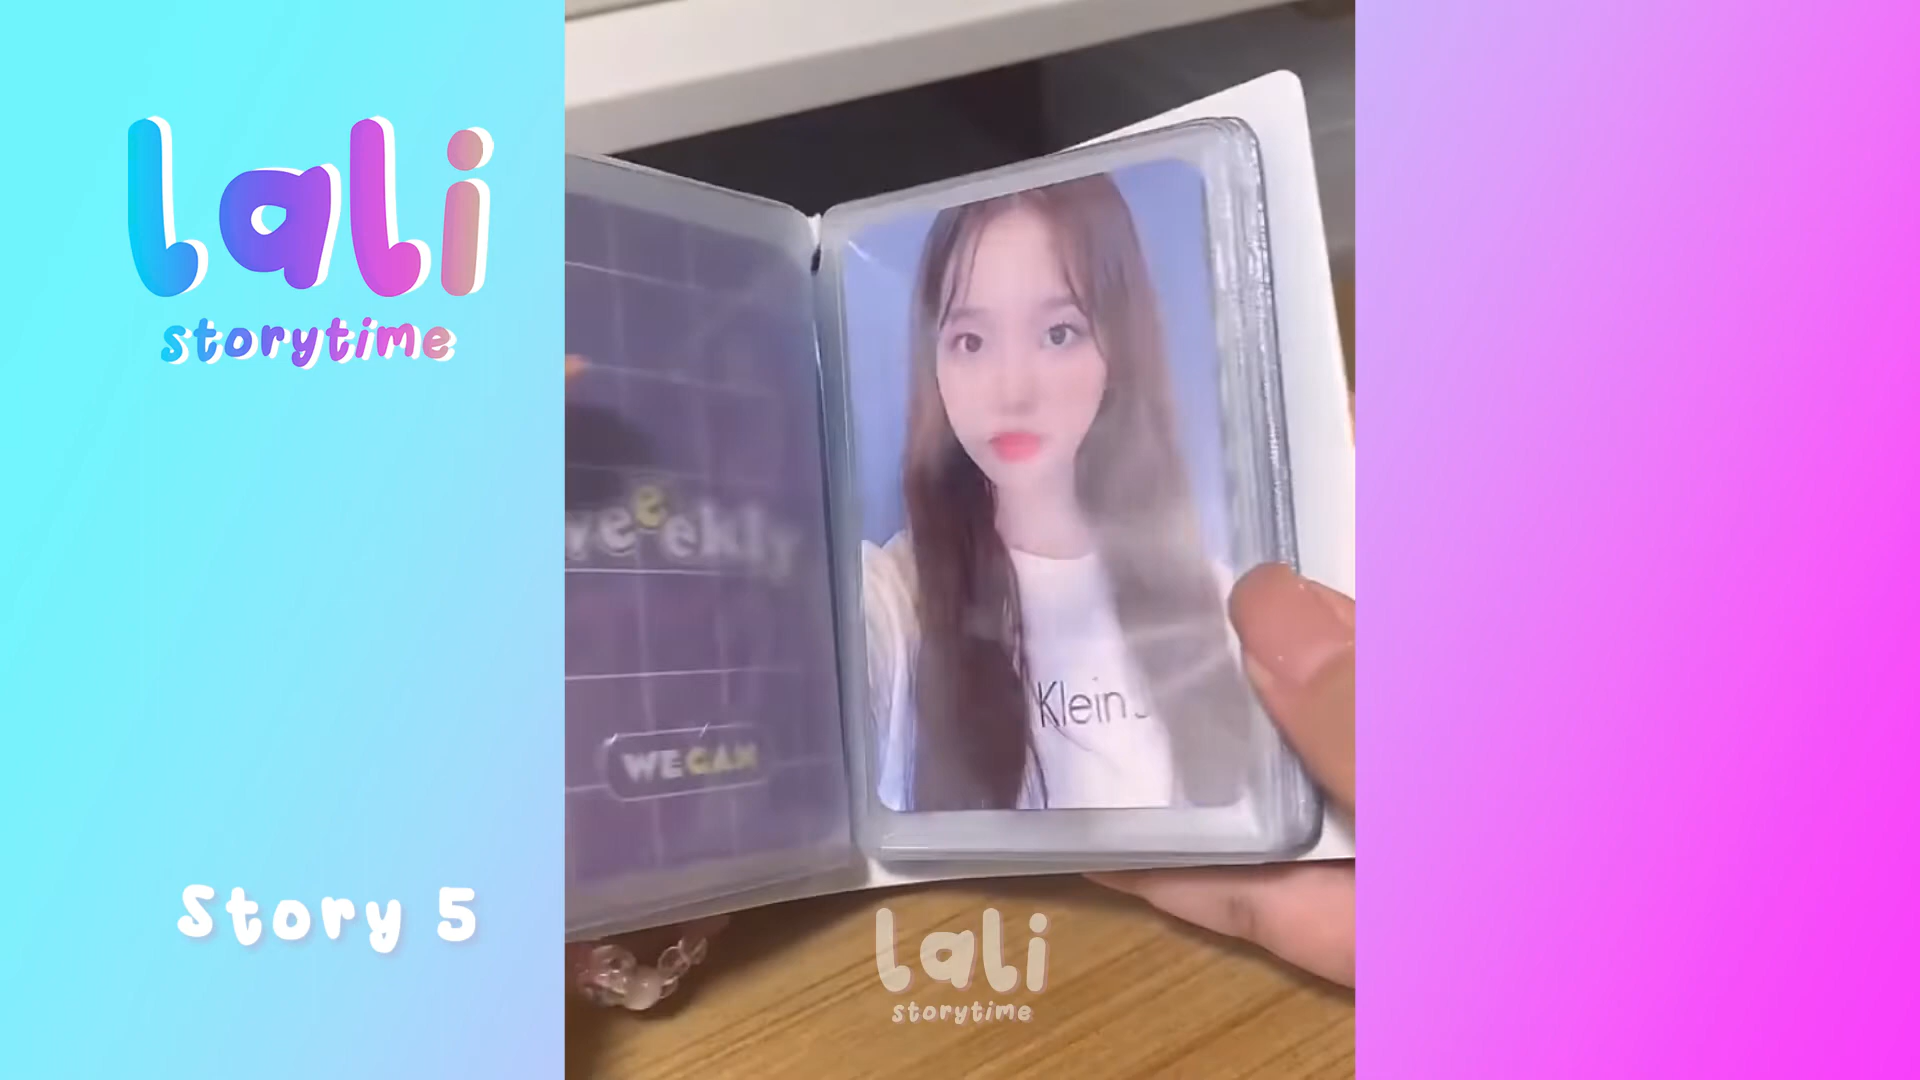 lali
storytime
weeekly
WE CAN
Klein J
Story 5
lali
storytime